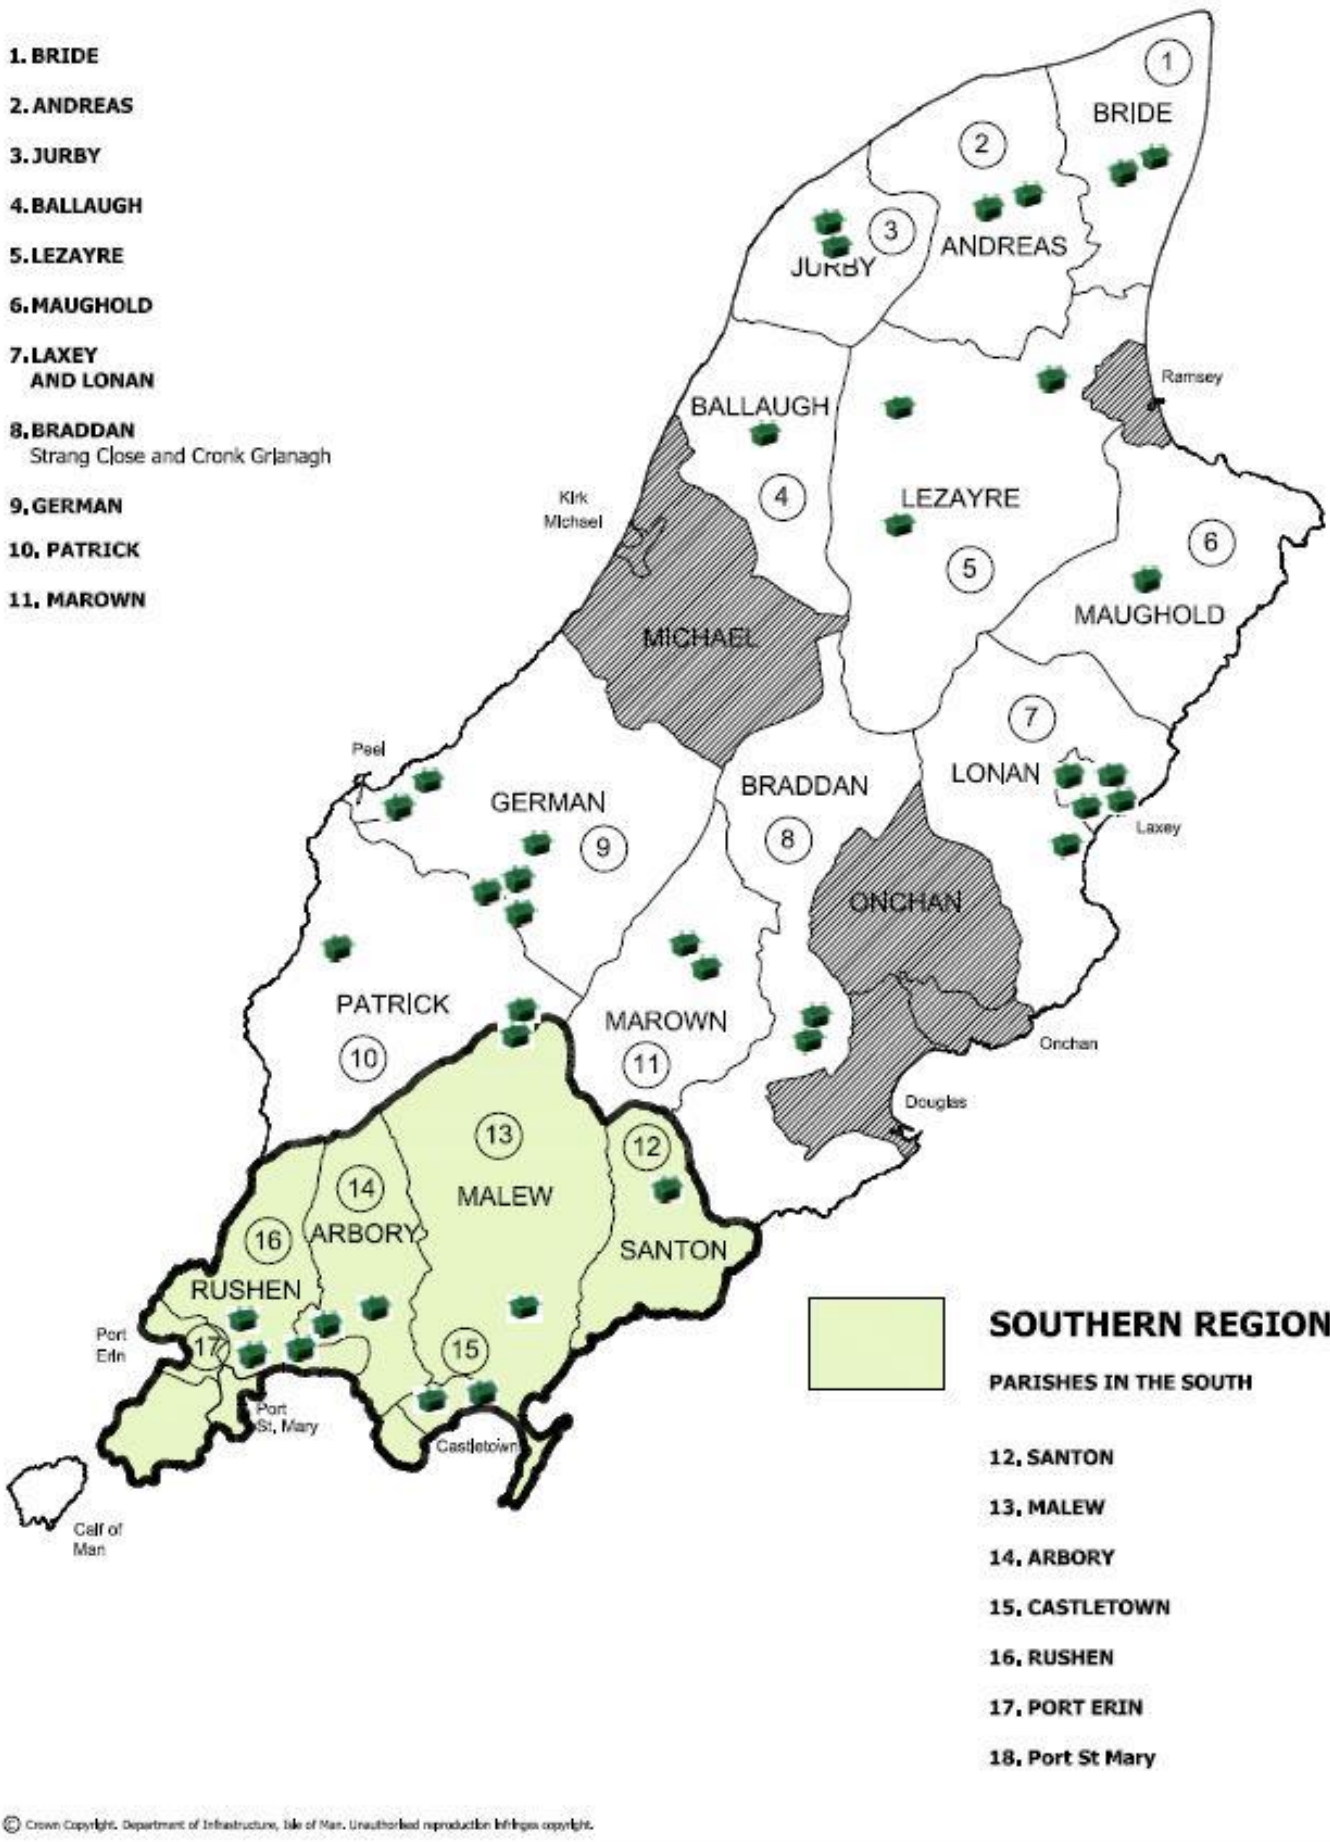 1. BRIDE
2. ANDREAS
3. JURBY
4. BALLAUGH
5. LEZAYRE
6. MAUGHOLD
7. LAXEY
AND LONAN
8. BRADDAN
Strang Close and Cronk Grianagh
9. GERMAN
10. PATRICK
11. MAROWN
1
BRIDE
2
ANDREAS
3
JURBY
Ramsey
BALLAUGH
4
LEZAYRE
5
Kirk
Michael
6
MAUGHOLD
MICHAEL
7
LONAN
Laxey
Peel
GERMAN
9
BRADDAN
8
ONCHAN
PATRICK
10
MAROWN
11
Onchan
Douglas
13
MALEW
12
SANTON
14
ARBORY
16
RUSHEN
17
Port
Erin
15
Port
St. Mary
Castletown
Calf of
Man
SOUTHERN REGION
PARISHES IN THE SOUTH
12. SANTON
13. MALEW
14. ARBORY
15. CASTLETOWN
16. RUSHEN
17. PORT ERIN
18. Port St Mary
© Crown Copyright. Department of Infrastructure, Isle of Man. Unauthorised reproduction infringes copyright.